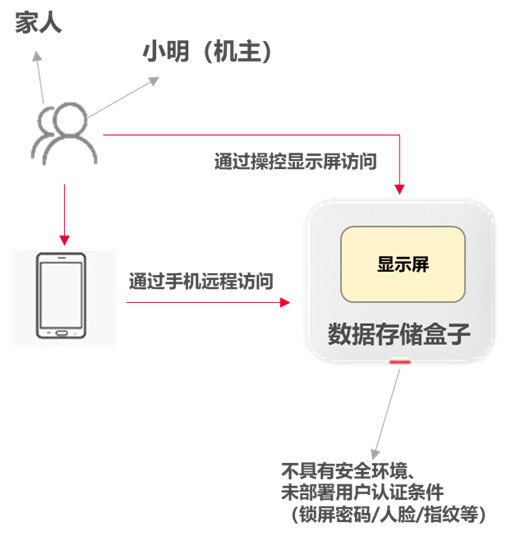 家人
小明（机主）
通过操控显示屏访问
显示屏
通过手机远程访问
数据存储盒子
不具有安全环境、
未部署用户认证条件
（锁屏密码/人脸/指纹等）